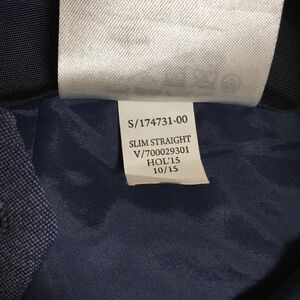 S/174731-00
SLIM STRAIGHT
V/700029301
HOL'15
10/15